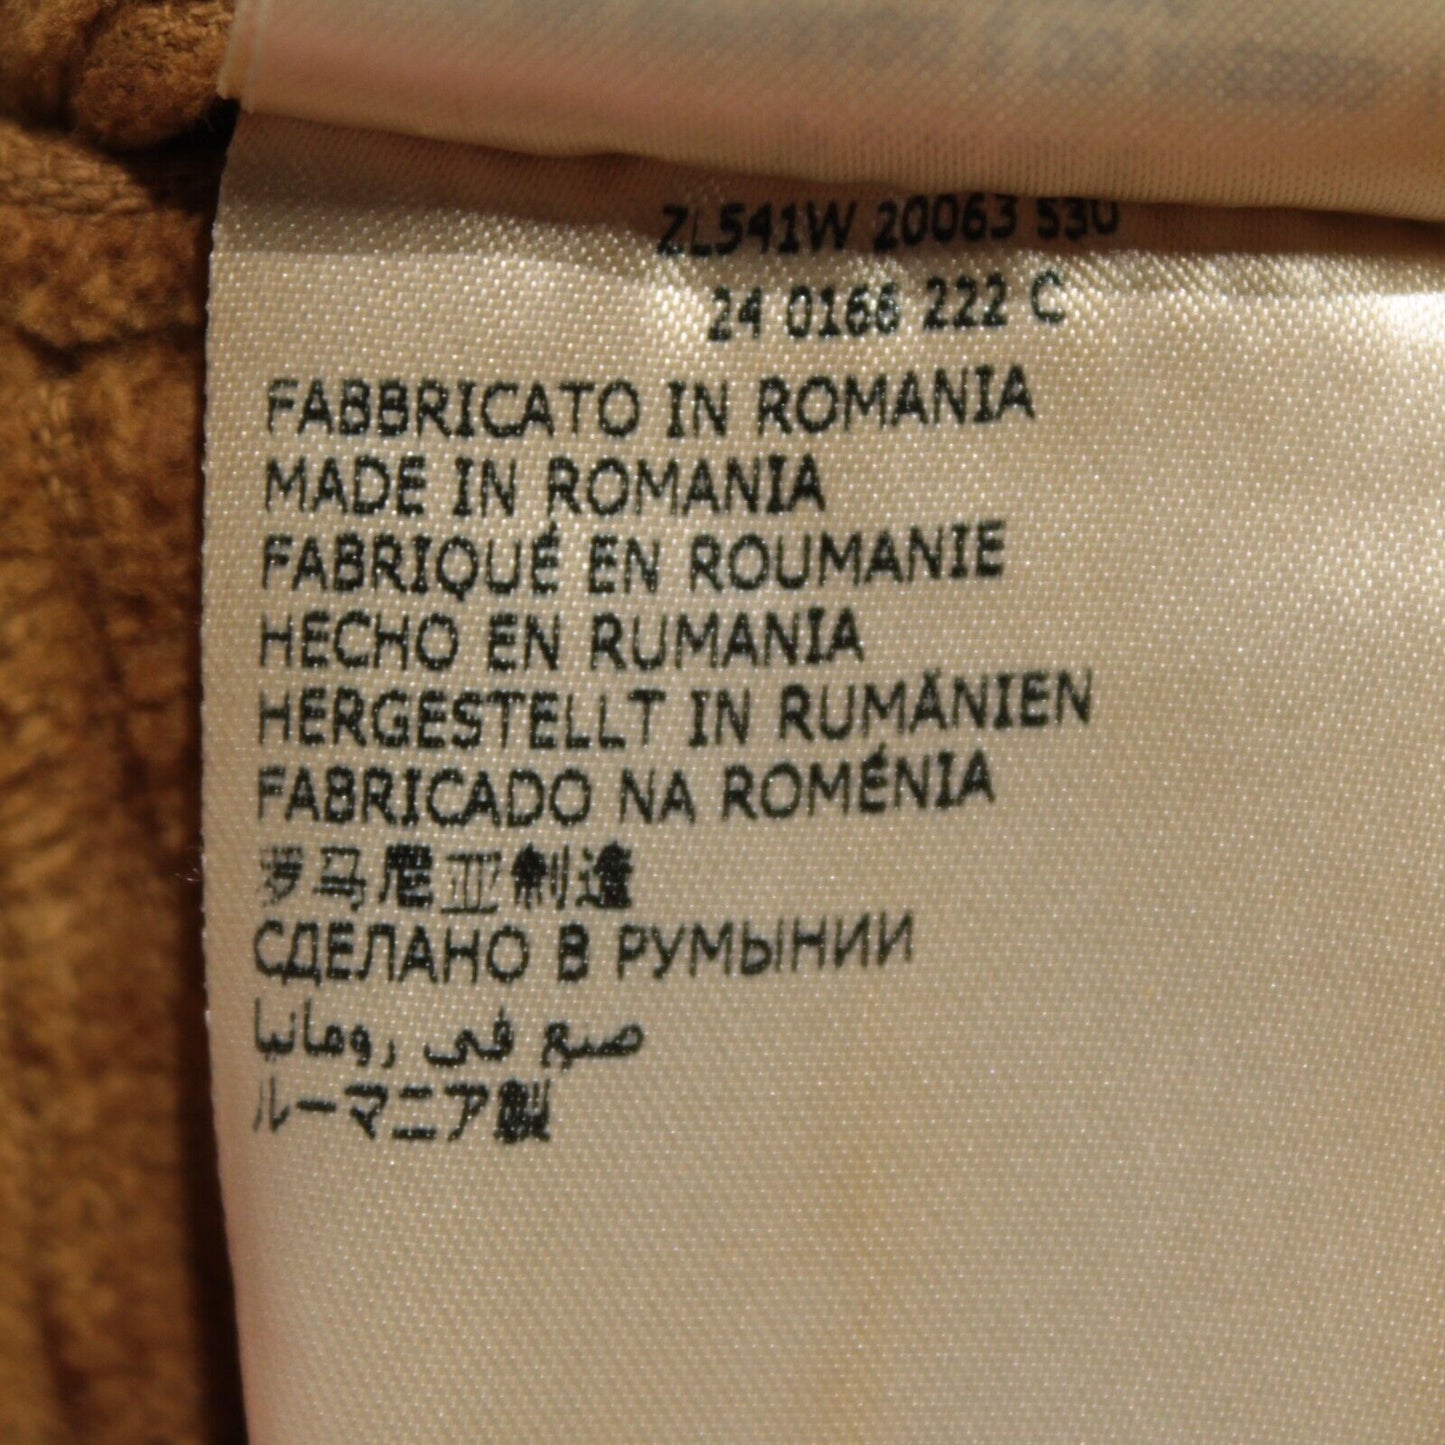 ZL541W 20063 S30
24 0166 222 C
FABBRICATO IN ROMANIA
MADE IN ROMANIA
FABRIQUÉ EN ROUMANIE
HECHO EN RUMANIA
HERGESTELLT IN RUMÄNIEN
FABRICADO NA ROMÉNIA
罗马尼亚制造
СДЕЛАНО В РУМЫНИИ
صنع في رومانيا
ルーマニア製